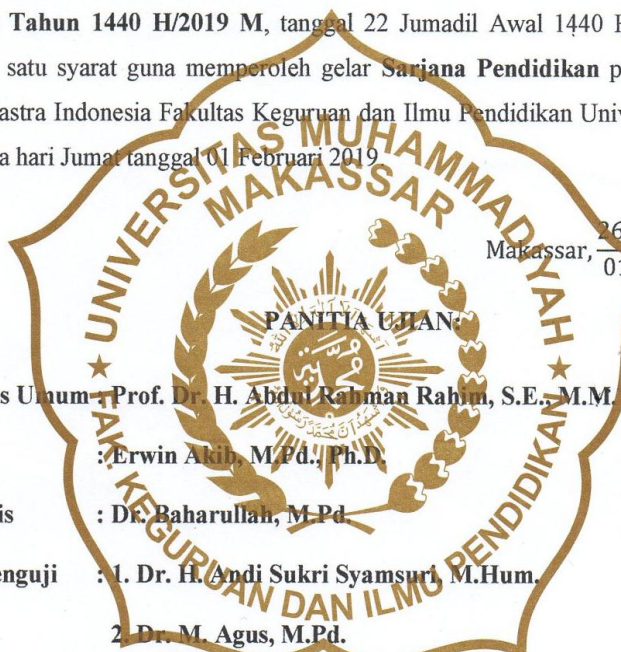 Tahun 1440 H/2019 M, tanggal 22 Jumadil Awal 1440 H
satu syarat guna memperoleh gelar Sarjana Pendidikan p
astra Indonesia Fakultas Keguruan dan Ilmu Pendidikan Univ
a hari Jumat tanggal 01 Februari 2019.
UNIVERSITAS MUHAMMADIYAH
MAKASSAR
Makassar, 26
01
PANITIA UJIAN:
s Umum : Prof. Dr. H. Abdul Rahman Rahim, S.E., M.M.
: Erwin Akib, M.Pd., Ph.D.
is : Dr. Baharullah, M.Pd.
enguji : 1. Dr. H. Andi Sukri Syamsuri, M.Hum.
2. Dr. M. Agus, M.Pd.
FAK. KEGURUAN DAN ILMU PENDIDIKAN